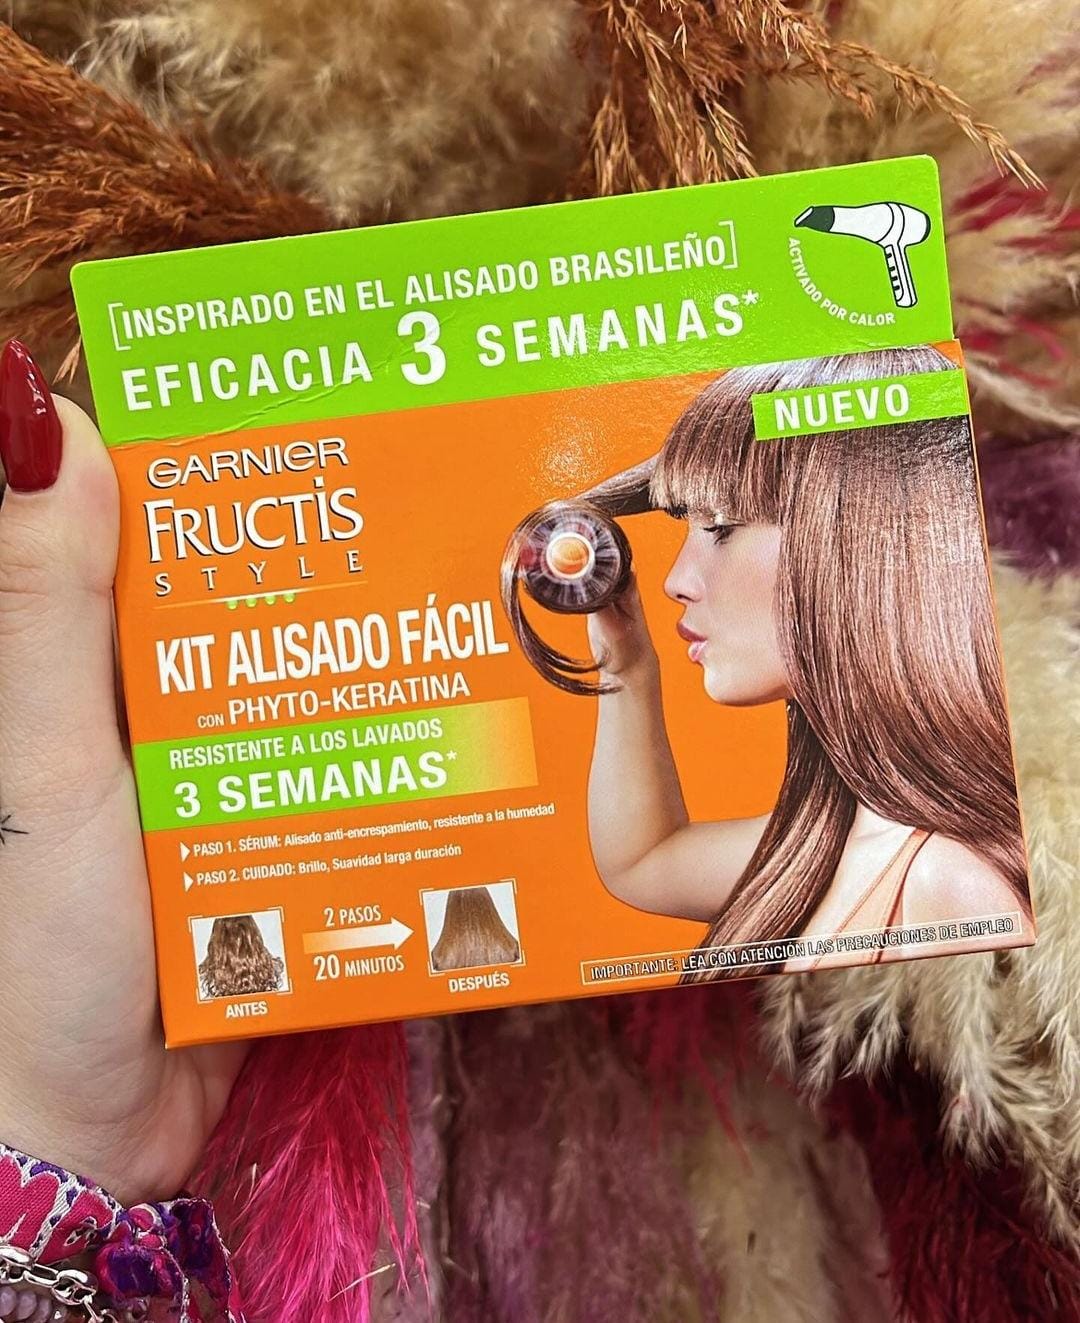 [INSPIRADO EN EL ALISADO BRASILEÑO]
EFICACIA 3 SEMANAS*
ACTIVADO POR CALOR
NUEVO
GARNIER
FRUCTIS
STYLE
KIT ALISADO FÁCIL
CON PHYTO-KERATINA
RESISTENTE A LOS LAVADOS
3 SEMANAS*
PASO 1. SÉRUM: Alisado anti-encrespamiento, resistente a la humedad
PASO 2. CUIDADO: Brillo, Suavidad larga duración
2 PASOS
20 MINUTOS
ANTES
DESPUÉS
IMPORTANTE: LEA CON ATENCIÓN LAS PRECAUCIONES DE EMPLEO